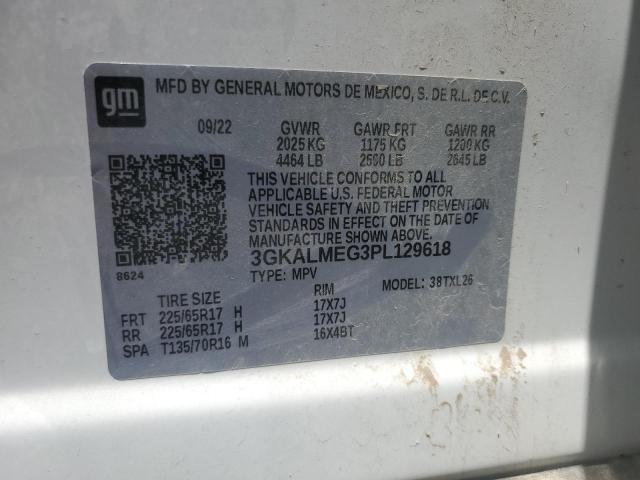 gm
MFD BY GENERAL MOTORS DE MEXICO, S. DE R.L. DE C.V.
09/22 GVWR GAWR FRT GAWR RR
2025 KG 1175 KG 1200 KG
4464 LB 2590 LB 2645 LB
THIS VEHICLE CONFORMS TO ALL
APPLICABLE U.S. FEDERAL MOTOR
VEHICLE SAFETY AND THEFT PREVENTION
STANDARDS IN EFFECT ON THE DATE OF
MANUFACTURE SHOWN ABOVE.
3GKALMEG3PL129618
8624 TYPE: MPV MODEL: 38TXL26
TIRE SIZE RIM
FRT 225/65R17 H 17X7J
RR 225/65R17 H 17X7J
SPA T135/70R16 M 16X4BT